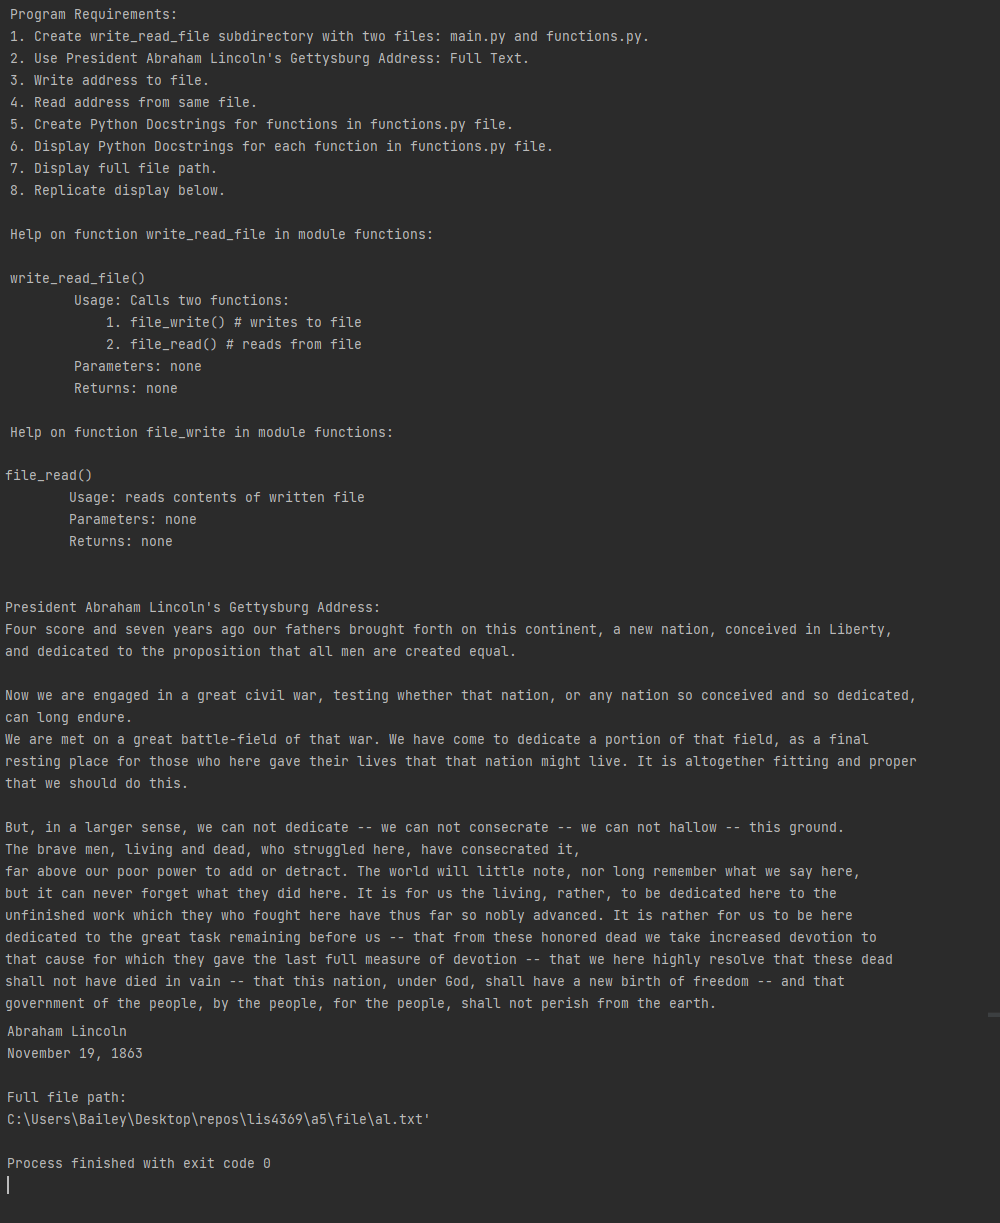 Program Requirements:
1. Create write_read_file subdirectory with two files: main.py and functions.py.
2. Use President Abraham Lincoln's Gettysburg Address: Full Text.
3. Write address to file.
4. Read address from same file.
5. Create Python Docstrings for functions in functions.py file.
6. Display Python Docstrings for each function in functions.py file.
7. Display full file path.
8. Replicate display below.

Help on function write_read_file in module functions:

write_read_file()
        Usage: Calls two functions:
            1. file_write() # writes to file
            2. file_read() # reads from file
        Parameters: none
        Returns: none

Help on function file_write in module functions:

file_read()
        Usage: reads contents of written file
        Parameters: none
        Returns: none

President Abraham Lincoln's Gettysburg Address:
Four score and seven years ago our fathers brought forth on this continent, a new nation, conceived in Liberty,
and dedicated to the proposition that all men are created equal.

Now we are engaged in a great civil war, testing whether that nation, or any nation so conceived and so dedicated,
can long endure.
We are met on a great battle-field of that war. We have come to dedicate a portion of that field, as a final
resting place for those who here gave their lives that that nation might live. It is altogether fitting and proper
that we should do this.

But, in a larger sense, we can not dedicate -- we can not consecrate -- we can not hallow -- this ground.
The brave men, living and dead, who struggled here, have consecrated it,
far above our poor power to add or detract. The world will little note, nor long remember what we say here,
but it can never forget what they did here. It is for us the living, rather, to be dedicated here to the
unfinished work which they who fought here have thus far so nobly advanced. It is rather for us to be here
dedicated to the great task remaining before us -- that from these honored dead we take increased devotion to
that cause for which they gave the last full measure of devotion -- that we here highly resolve that these dead
shall not have died in vain -- that this nation, under God, shall have a new birth of freedom -- and that
government of the people, by the people, for the people, shall not perish from the earth.
Abraham Lincoln
November 19, 1863

Full file path:
C:\Users\Bailey\Desktop\repos\lis4369\a5\file\al.txt'

Process finished with exit code 0